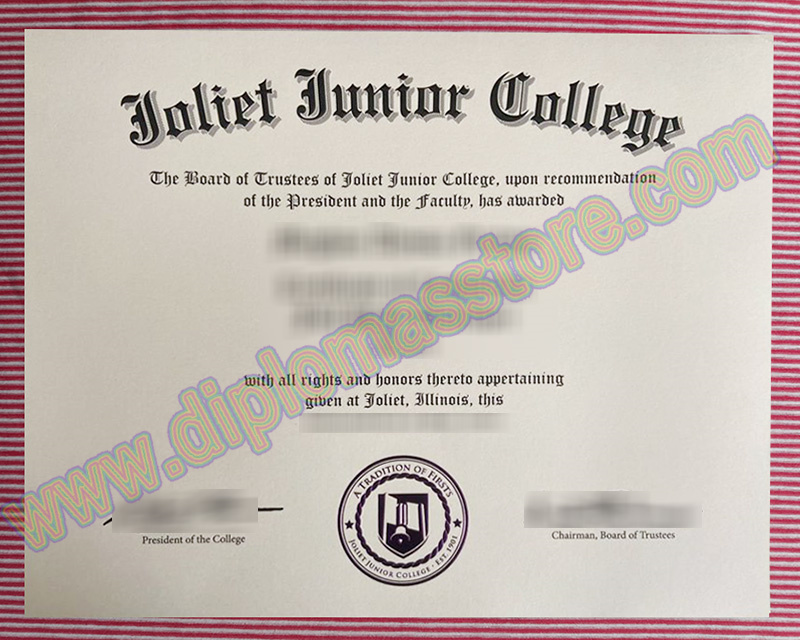 Joliet Junior College
The Board of Trustees of Joliet Junior College, upon recommendation
of the President and the Faculty, has awarded
with all rights and honors thereto appertaining
given at Joliet, Illinois, this
A TRADITION OF FIRSTS
JOLIET JUNIOR COLLEGE · EST. 1901
President of the College
Chairman, Board of Trustees
www.diplomasstore.com